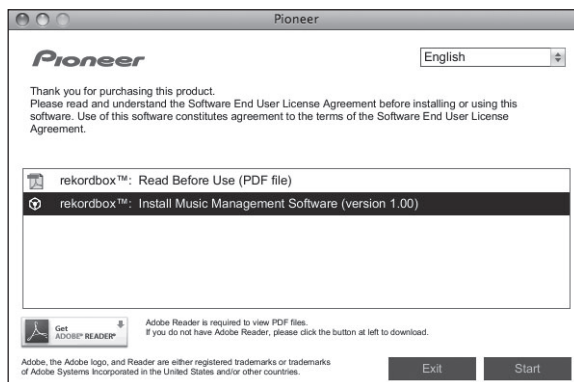 Pioneer
Pioneer
English
Thank you for purchasing this product.
Please read and understand the Software End User License Agreement before installing or using this
software. Use of this software constitutes agreement to the terms of the Software End User License
Agreement.
rekordbox™: Read Before Use (PDF file)
rekordbox™: Install Music Management Software (version 1.00)
Get
ADOBE® READER®
Adobe Reader is required to view PDF files.
If you do not have Adobe Reader, please click the button at left to download.
Adobe, the Adobe logo, and Reader are either registered trademarks or trademarks
of Adobe Systems Incorporated in the United States and/or other countries.
Exit
Start